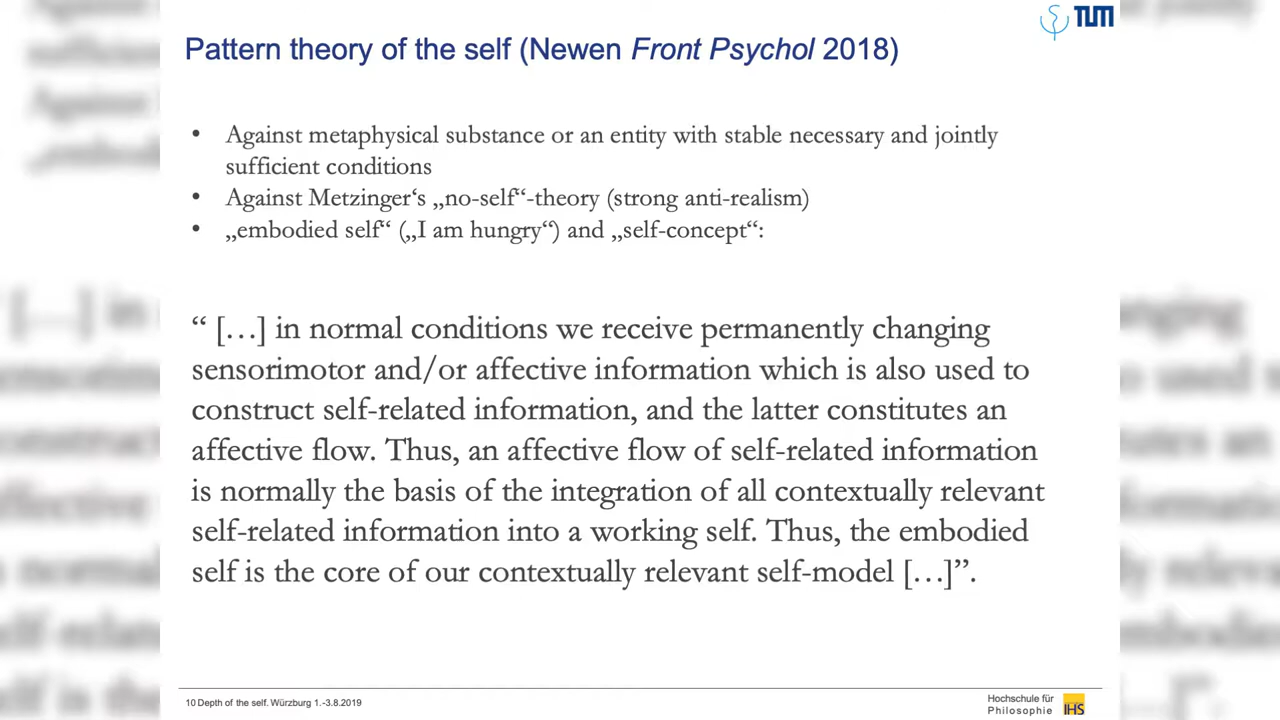 TUM
Pattern theory of the self (Newen Front Psychol 2018)
• Against metaphysical substance or an entity with stable necessary and jointly
sufficient conditions
• Against Metzinger‘s „no-self“-theory (strong anti-realism)
• „embodied self“ („I am hungry“) and „self-concept“:
“ […] in normal conditions we receive permanently changing
sensorimotor and/or affective information which is also used to
construct self-related information, and the latter constitutes an
affective flow. Thus, an affective flow of self-related information
is normally the basis of the integration of all contextually relevant
self-related information into a working self. Thus, the embodied
self is the core of our contextually relevant self-model […]”.
10 Depth of the self. Würzburg 1.-3.8.2019
Hochschule für
Philosophie IHS